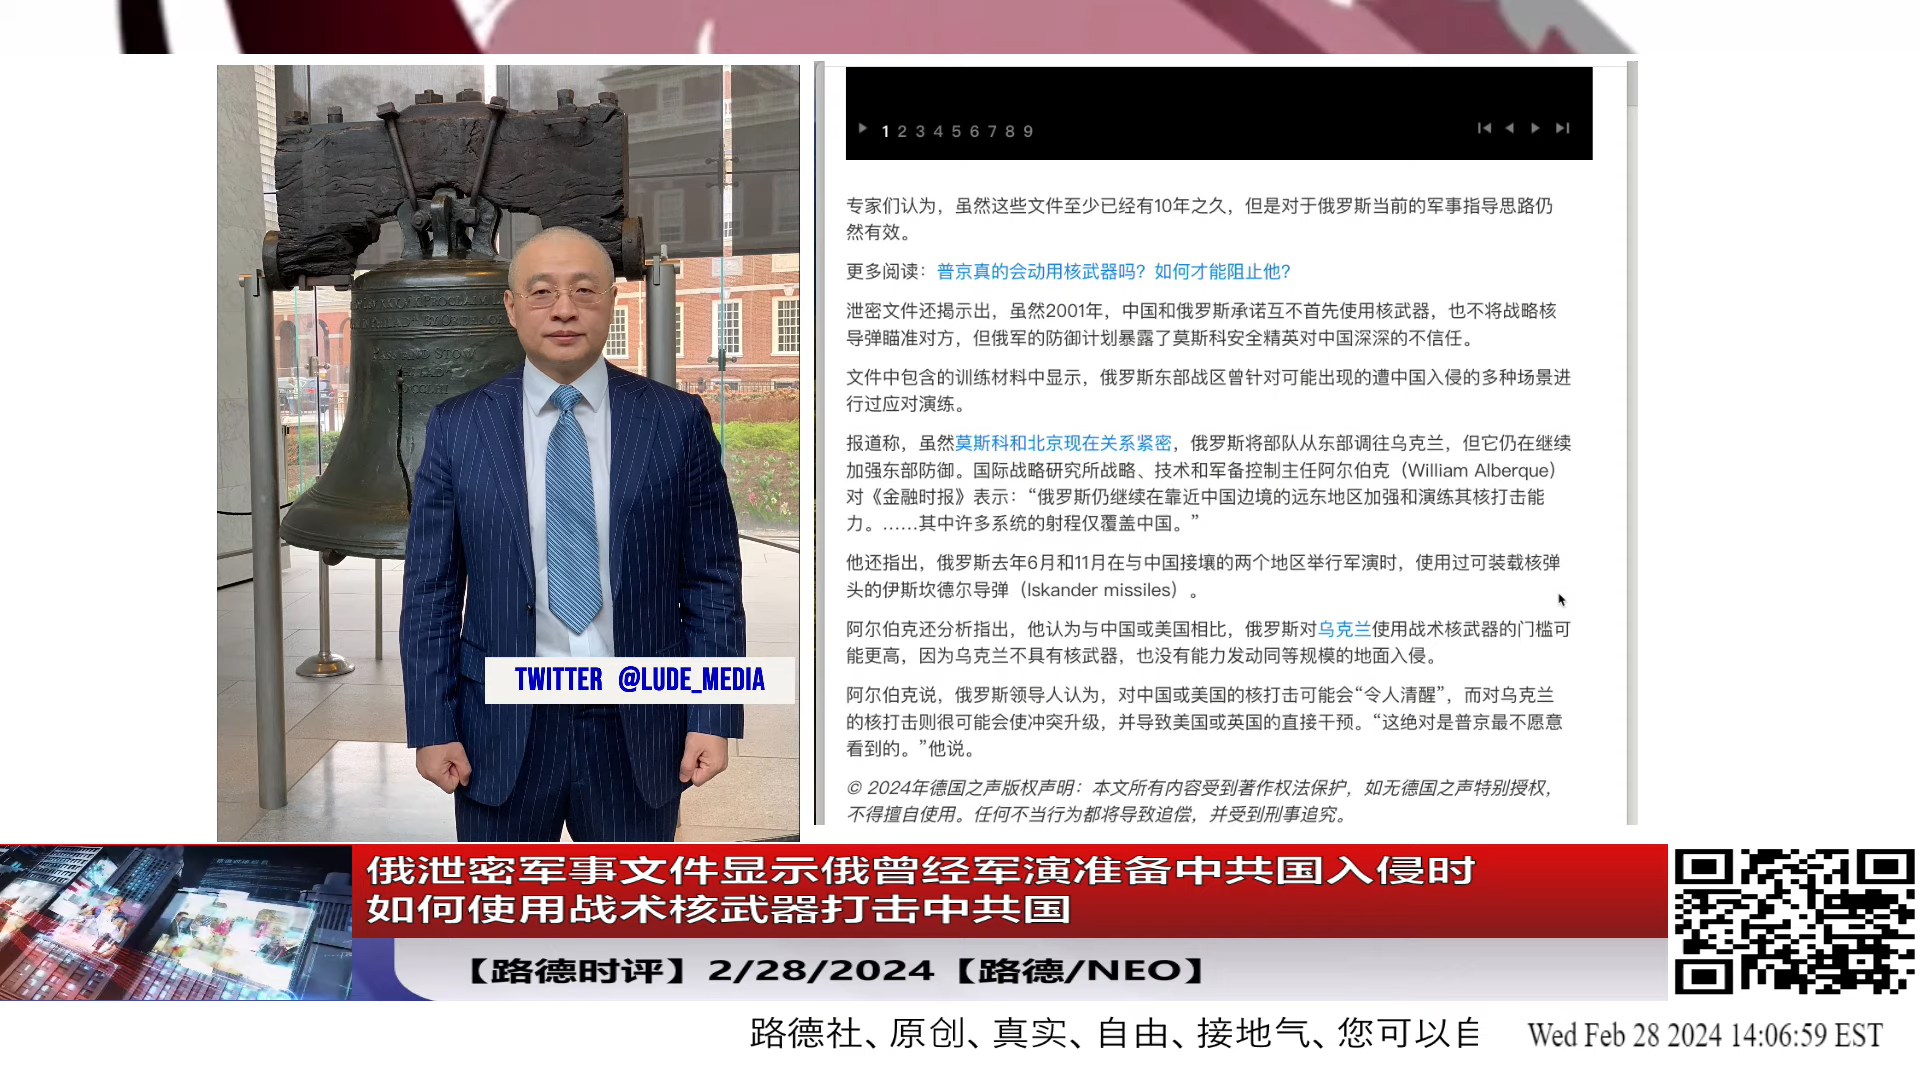 TWITTER @LUDE_MEDIA
1 2 3 4 5 6 7 8 9
专家们认为，虽然这些文件至少已经有10年之久，但是对于俄罗斯当前的军事指导思路仍
然有效。
更多阅读：普京真的会动用核武器吗？如何才能阻止他？
泄密文件还揭示出，虽然2001年，中国和俄罗斯承诺互不首先使用核武器，也不将战略核
导弹瞄准对方，但俄军的防御计划暴露了莫斯科安全精英对中国深深的不信任。
文件中包含的训练材料中显示，俄罗斯东部战区曾针对可能出现的遭中国入侵的多种场景进
行过应对演练。
报道称，虽然莫斯科和北京现在关系紧密，俄罗斯将部队从东部调往乌克兰，但它仍在继续
加强东部防御。国际战略研究所战略、技术和军备控制主任阿尔伯克（William Alberque）
对《金融时报》表示：“俄罗斯仍继续在靠近中国边境的远东地区加强和演练其核打击能
力。……其中许多系统的射程仅覆盖中国。”
他还指出，俄罗斯去年6月和11月在与中国接壤的两个地区举行军演时，使用过可装载核弹
头的伊斯坎德尔导弹（Iskander missiles）。
阿尔伯克还分析指出，他认为与中国或美国相比，俄罗斯对乌克兰使用战术核武器的门槛可
能更高，因为乌克兰不具有核武器，也没有能力发动同等规模的地面入侵。
阿尔伯克说，俄罗斯领导人认为，对中国或美国的核打击可能会“令人清醒”，而对乌克兰
的核打击则很可能会使冲突升级，并导致美国或英国的直接干预。“这绝对是普京最不愿意
看到的。”他说。
© 2024年德国之声版权声明：本文所有内容受到著作权法保护，如无德国之声特别授权，
不得擅自使用。任何不当行为都将导致追偿，并受到刑事追究。
俄泄密军事文件显示俄曾经军演准备中共国入侵时
如何使用战术核武器打击中共国
【路德时评】2/28/2024【路德/NEO】
路德社、原创、真实、自由、接地气、您可以自
Wed Feb 28 2024 14:06:59 EST